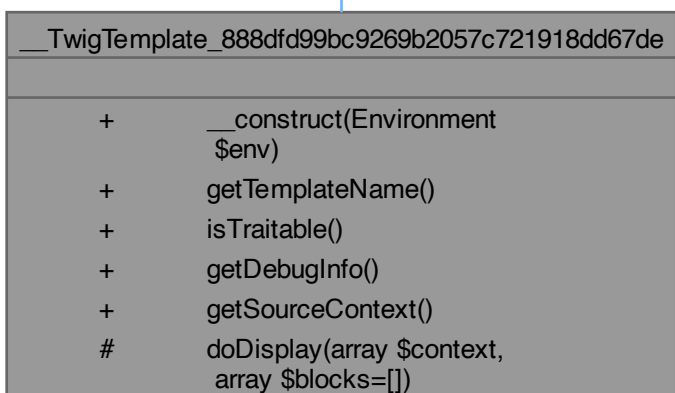 __TwigTemplate_888dfd99bc9269b2057c721918dd67de
+ __construct(Environment
$env)
+ getTemplateName()
+ isTraitable()
+ getDebugInfo()
+ getSourceContext()
# doDisplay(array $context,
array $blocks=[])